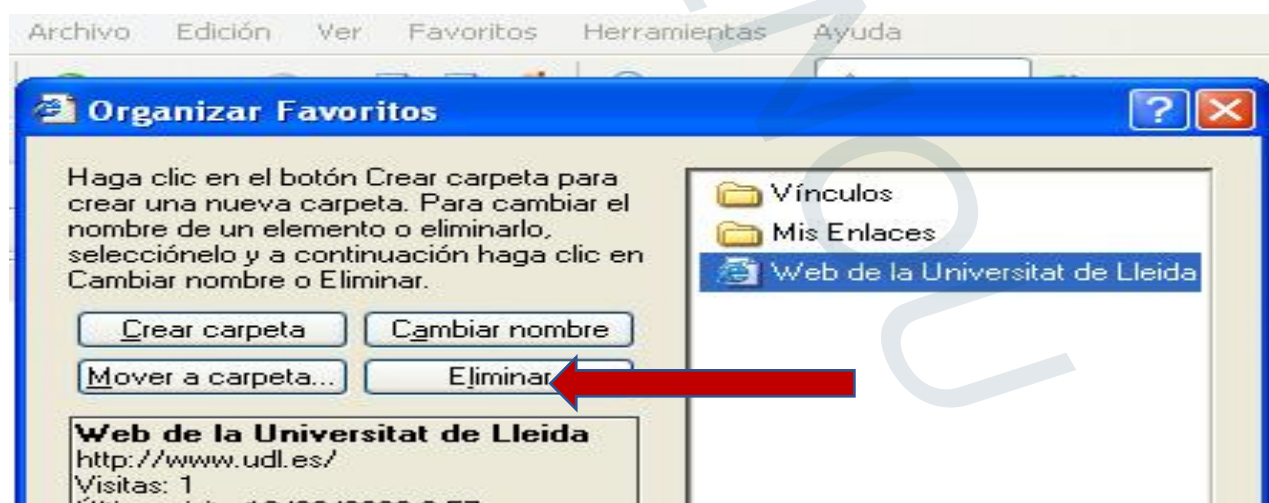 Archivo Edición Ver Favoritos Herramientas Ayuda
Organizar Favoritos
Haga clic en el botón Crear carpeta para
crear una nueva carpeta. Para cambiar el
nombre de un elemento o eliminarlo,
selecciónelo y a continuación haga clic en
Cambiar nombre o Eliminar.
Crear carpeta Cambiar nombre
Mover a carpeta... Eliminar
Vínculos
Mis Enlaces
Web de la Universitat de Lleida
Web de la Universitat de Lleida
http://www.udl.es/
Visitas: 1